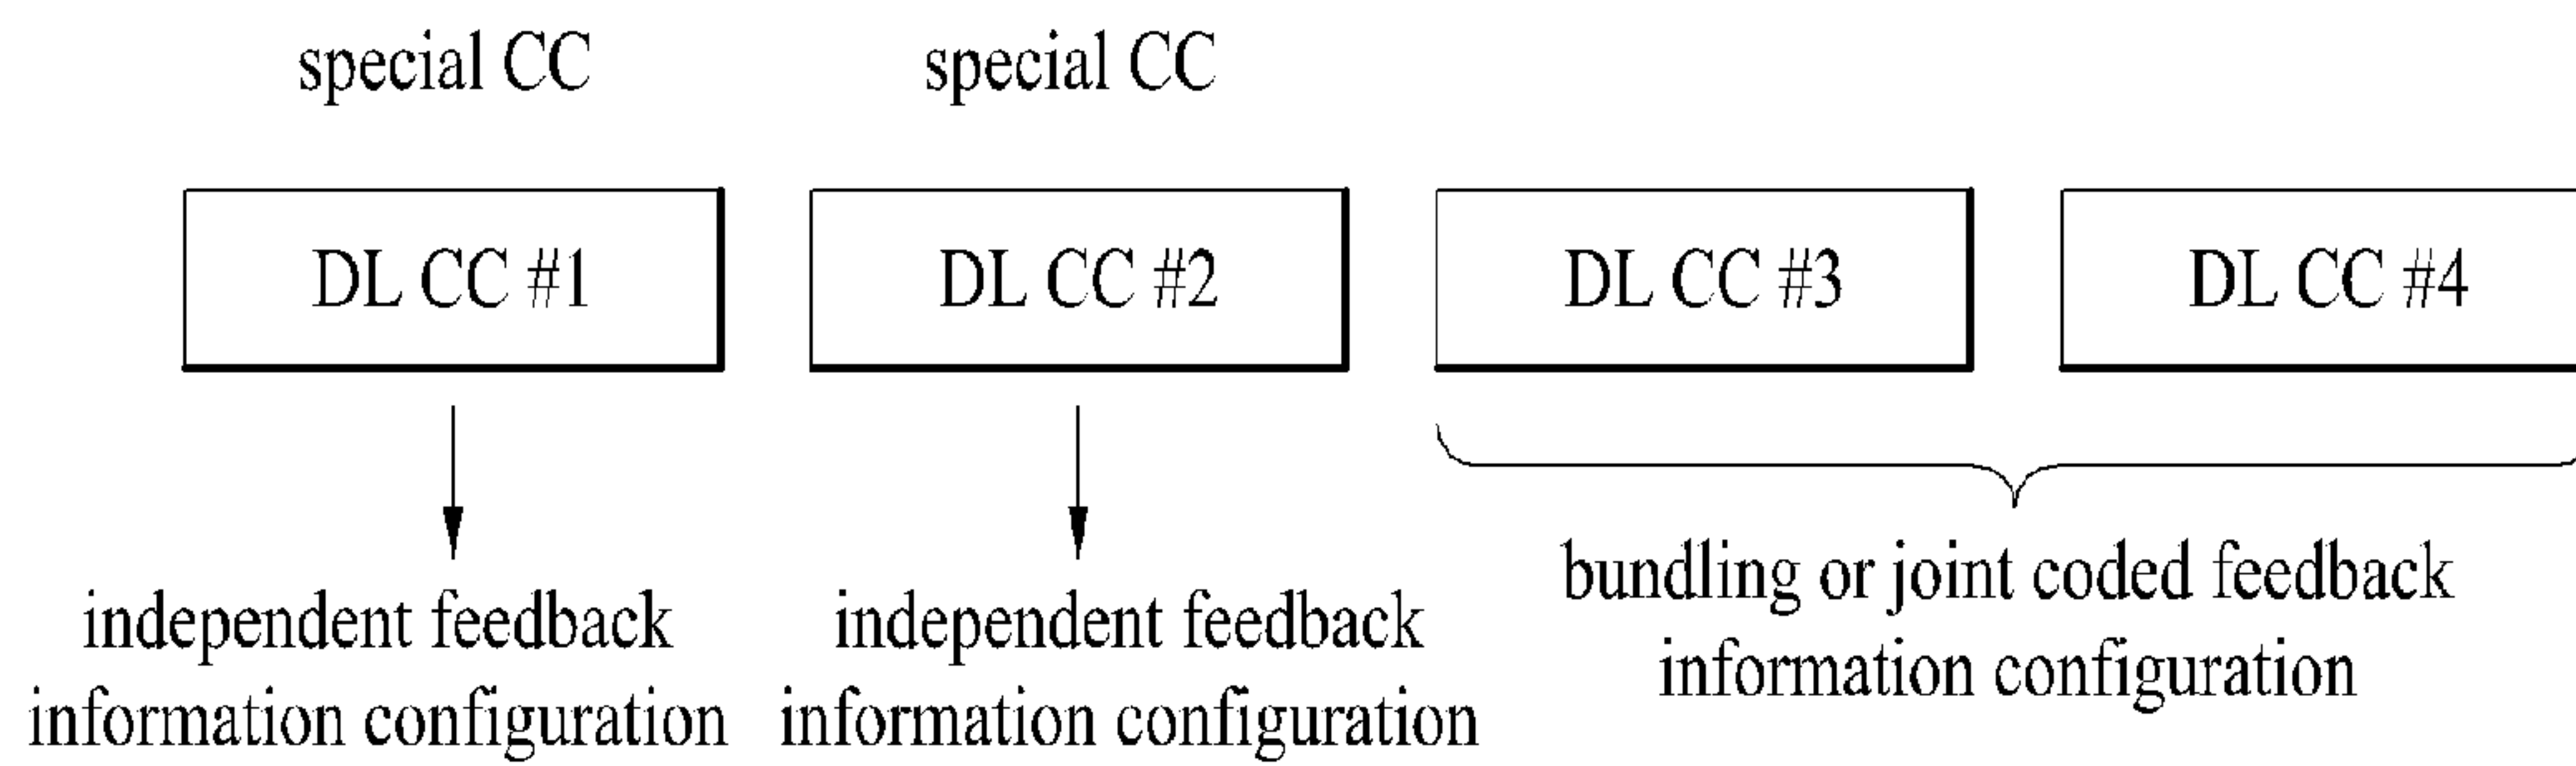 special CC
special CC
DL CC #1
DL CC #2
DL CC #3
DL CC #4
independent feedback
information configuration
independent feedback
information configuration
bundling or joint coded feedback
information configuration